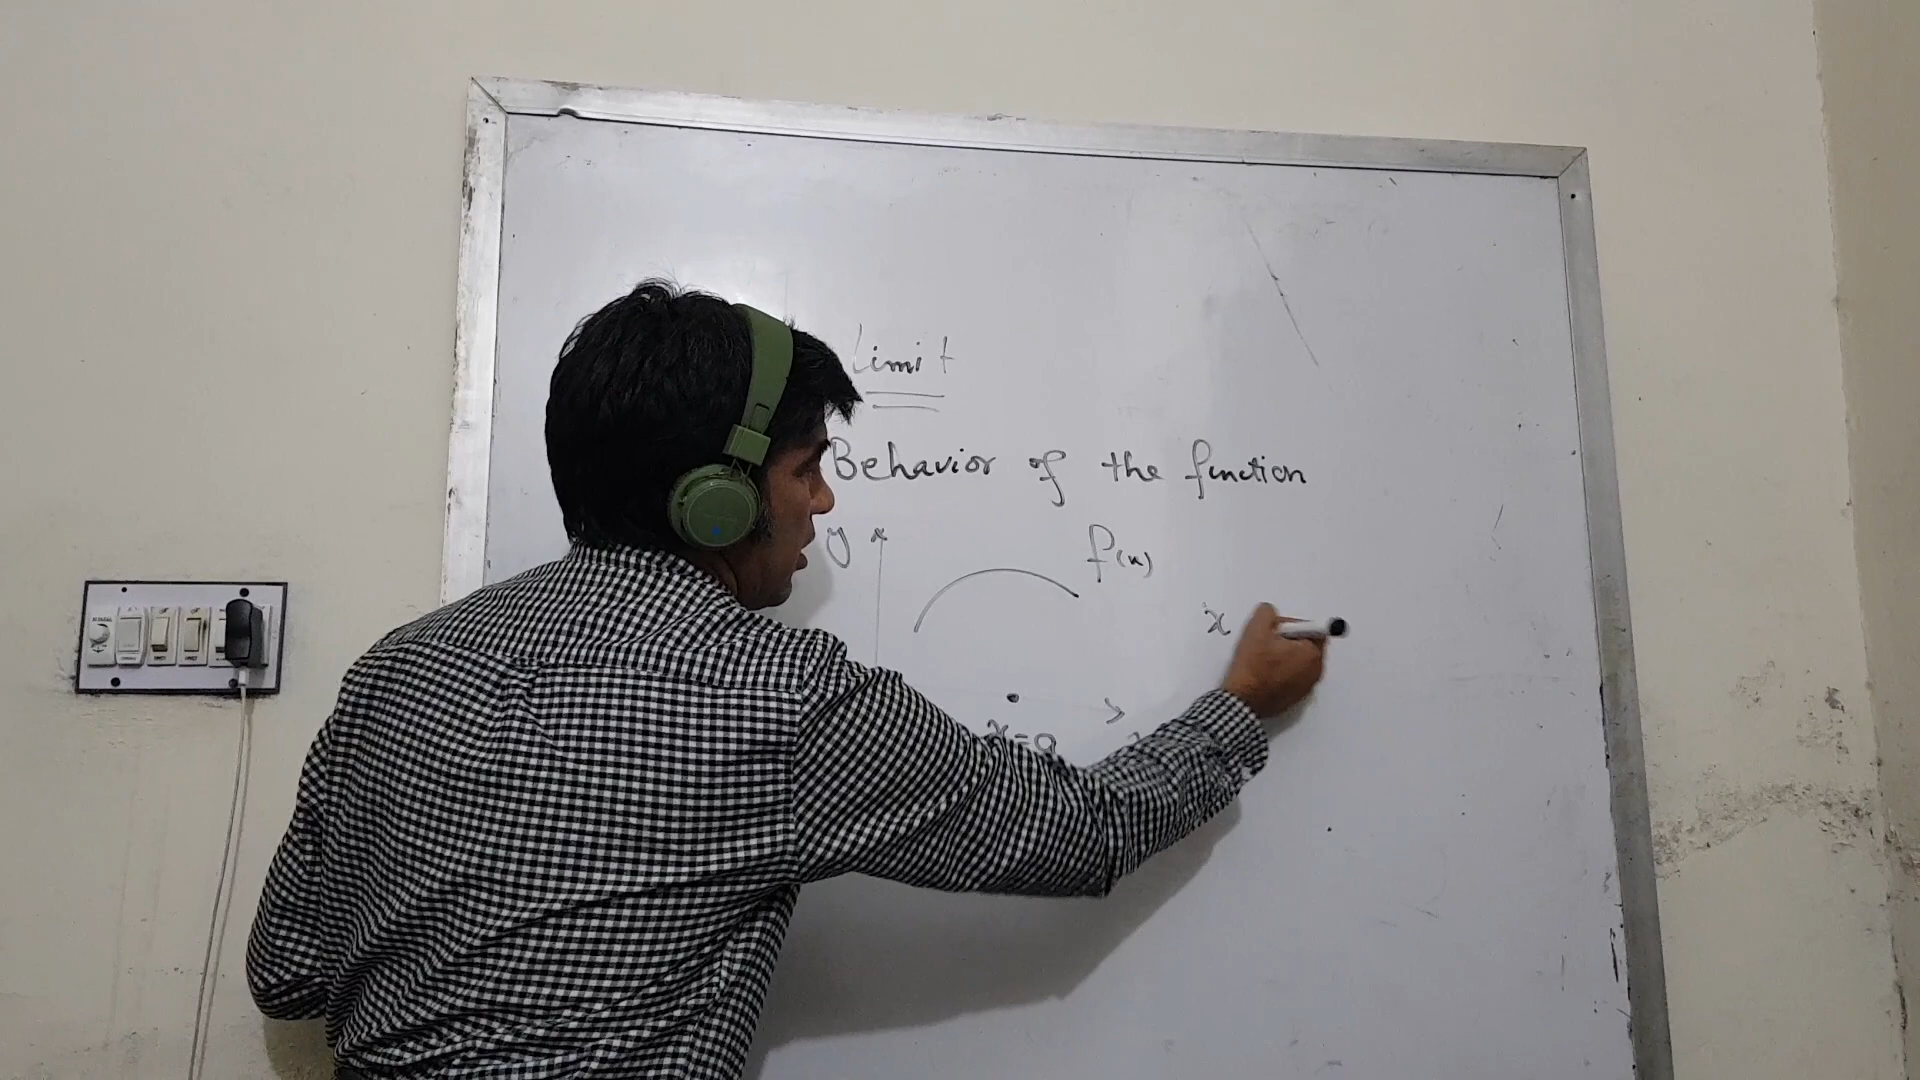 Limit
Behavior of the function
y
f(x)
x
x=a